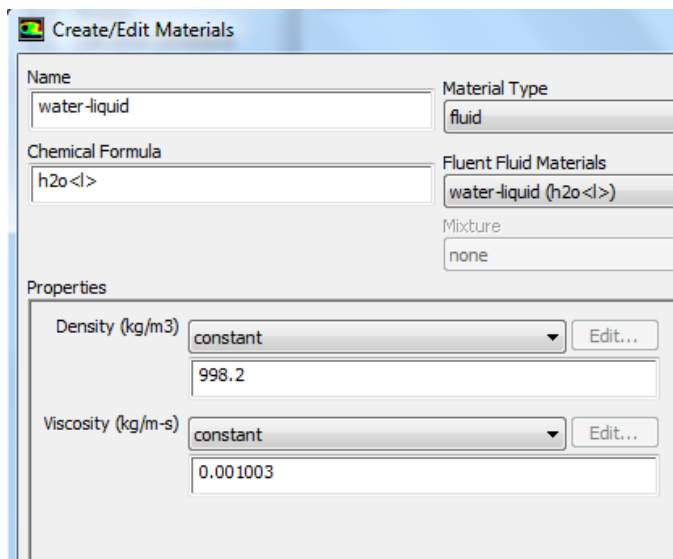 Create/Edit Materials
Name
water-liquid
Material Type
fluid
Chemical Formula
h2o<l>
Fluent Fluid Materials
water-liquid (h2o<l>)
Mixture
none
Properties
Density (kg/m3)
constant
Edit...
998.2
Viscosity (kg/m-s)
constant
Edit...
0.001003